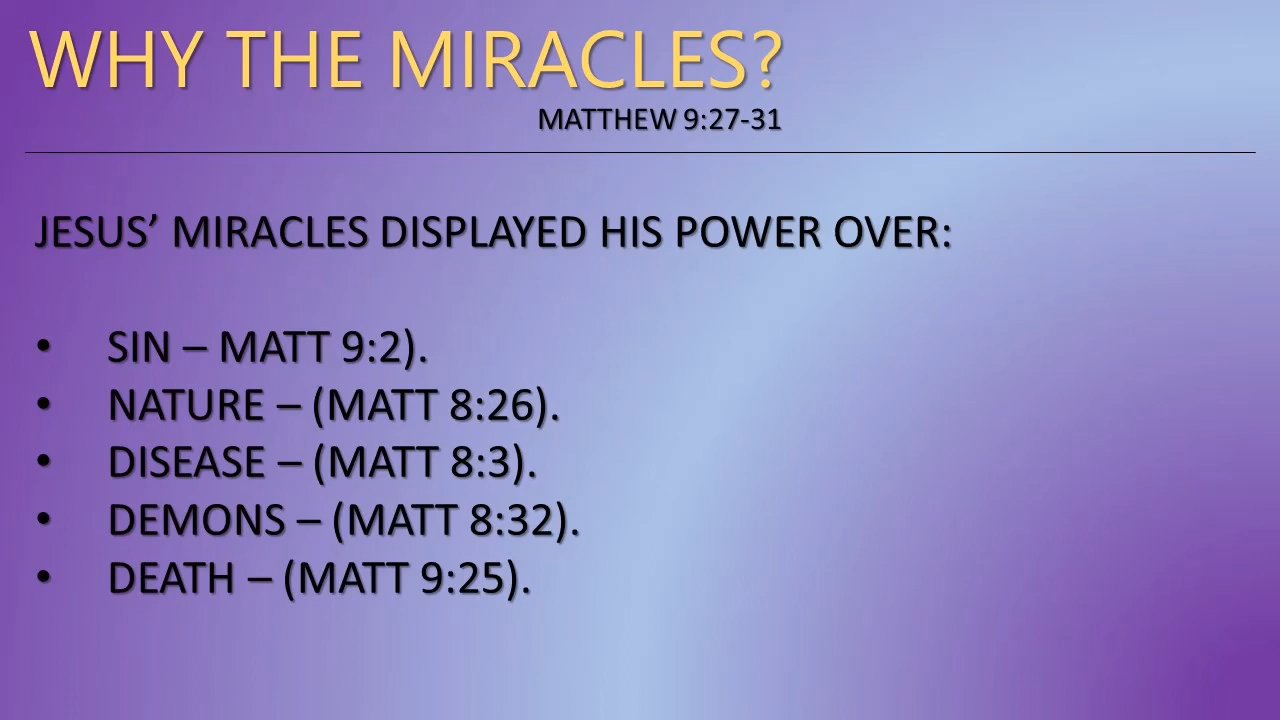 WHY THE MIRACLES?
MATTHEW 9:27-31
JESUS’ MIRACLES DISPLAYED HIS POWER OVER:
• SIN – MATT 9:2).
• NATURE – (MATT 8:26).
• DISEASE – (MATT 8:3).
• DEMONS – (MATT 8:32).
• DEATH – (MATT 9:25).